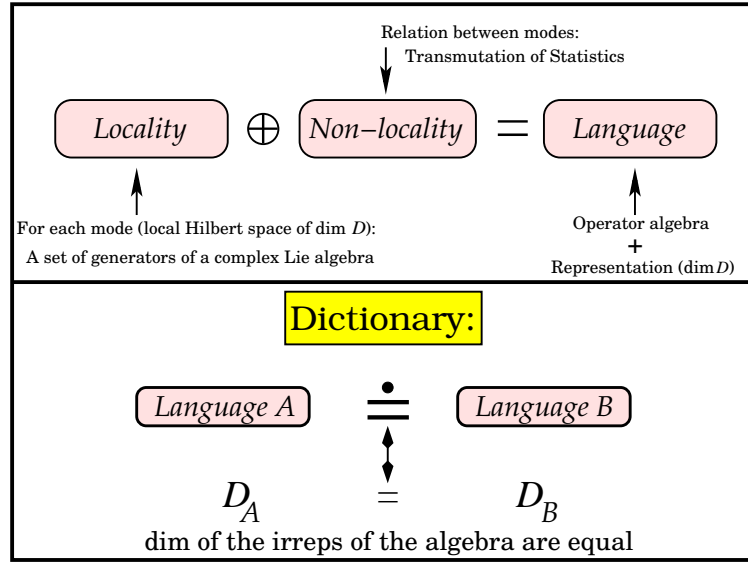 Relation between modes:
Transmutation of Statistics
Locality ⊕ Non–locality = Language
For each mode (local Hilbert space of dim D):
A set of generators of a complex Lie algebra
Operator algebra
+
Representation (dim D)
Dictionary:
Language A ≐ Language B
D_A = D_B
dim of the irreps of the algebra are equal